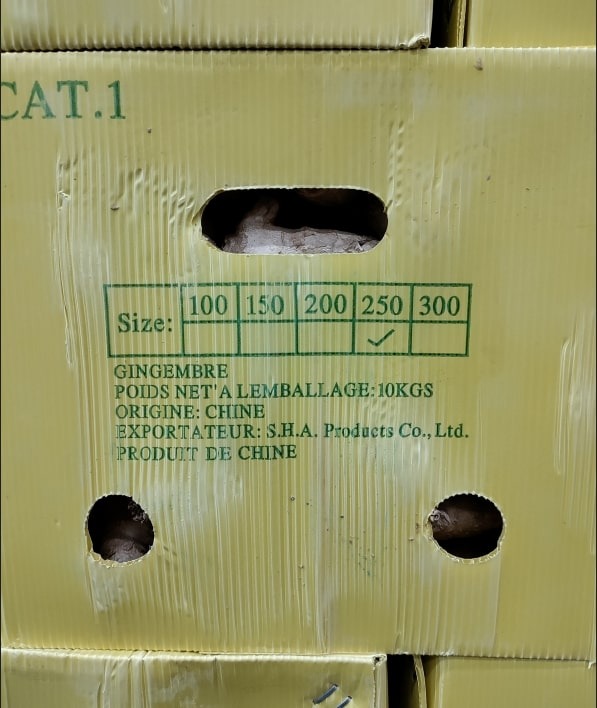 CAT.1
Size: 100 150 200 250 300
✓
GINGEMBRE
POIDS NET'A LEMBALLAGE:10KGS
ORIGINE: CHINE
EXPORTATEUR: S.H.A. Products Co., Ltd.
PRODUIT DE CHINE